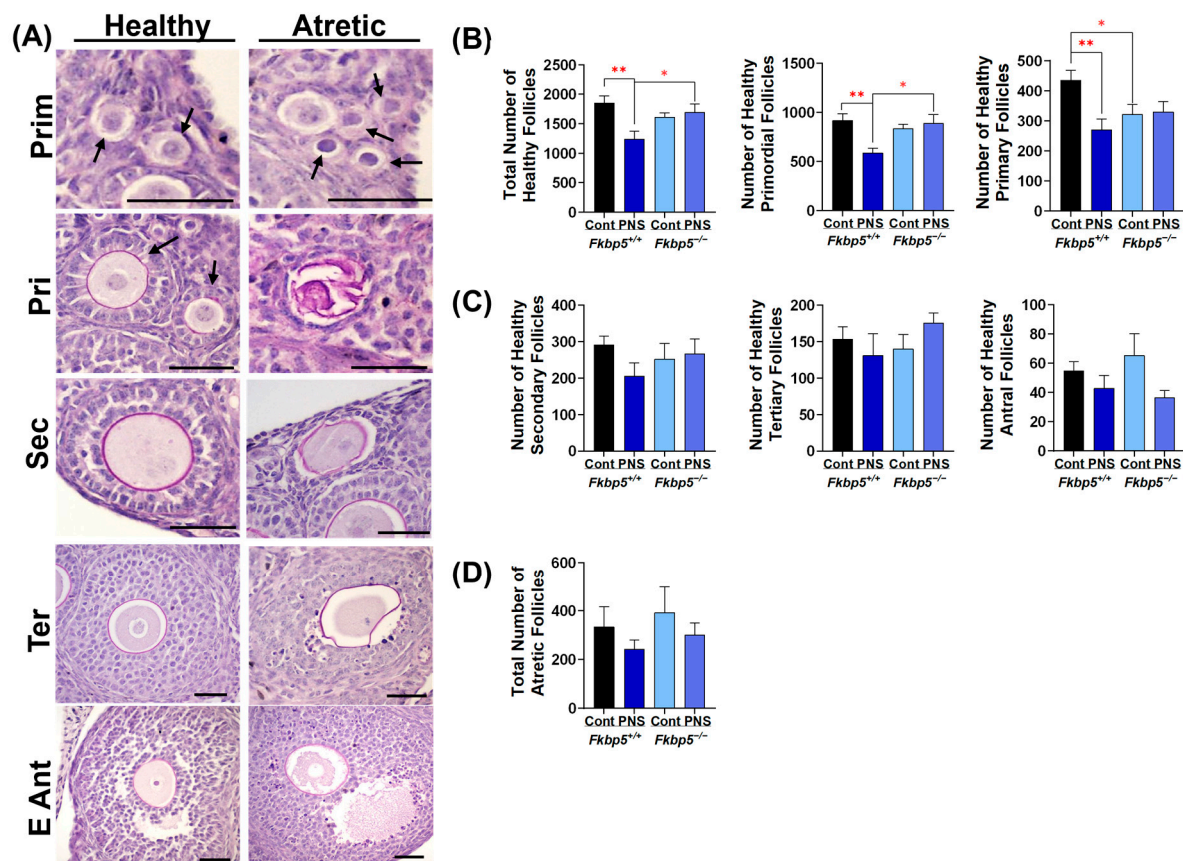 (A)
Healthy Atretic
Prim
Pri
Sec
Ter
E Ant
(B)
Total Number of
Healthy Follicles
2500
2000
1500
1000
500
0
**
*
Cont PNS Cont PNS
Fkbp5+/+ Fkbp5−/−
Number of Healthy
Primordial Follicles
1500
1000
500
0
**
*
Cont PNS Cont PNS
Fkbp5+/+ Fkbp5−/−
Number of Healthy
Primary Follicles
500
400
300
200
100
0
*
**
Cont PNS Cont PNS
Fkbp5+/+ Fkbp5−/−
(C)
Number of Healthy
Secondary Follicles
400
300
200
100
0
Cont PNS Cont PNS
Fkbp5+/+ Fkbp5−/−
Number of Healthy
Tertiary Follicles
200
150
100
50
0
Cont PNS Cont PNS
Fkbp5+/+ Fkbp5−/−
Number of Healthy
Antral Follicles
100
80
60
40
20
0
Cont PNS Cont PNS
Fkbp5+/+ Fkbp5−/−
(D)
Total Number of
Atretic Follicles
600
400
200
0
Cont PNS Cont PNS
Fkbp5+/+ Fkbp5−/−